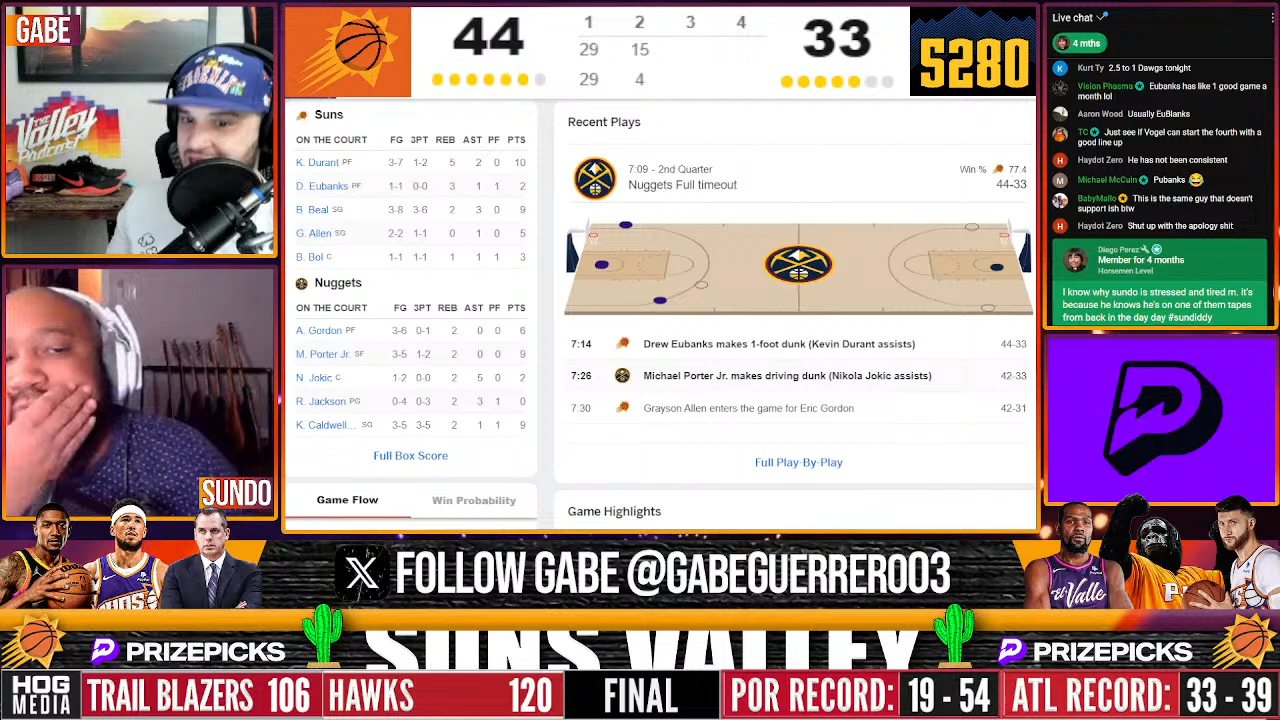 GABE
The Valley
Podcast
SUNDO
44
1 2 3 4
29 15
29 4
33
5280
Suns
ON THE COURT FG 3PT REB AST PF PTS
K. Durant PF 3-7 1-2 5 2 0 10
D. Eubanks PF 1-1 0-0 3 1 1 2
B. Beal SG 3-8 3-6 2 3 0 9
G. Allen SG 2-2 1-1 0 1 0 5
B. Bol C 1-1 1-1 1 1 1 3
Nuggets
ON THE COURT FG 3PT REB AST PF PTS
A. Gordon PF 3-6 0-1 2 0 0 6
M. Porter Jr. SF 3-5 1-2 2 0 0 9
N. Jokic C 1-2 0-0 2 5 0 2
R. Jackson PG 0-4 0-3 2 3 1 0
K. Caldwell... SG 3-5 3-5 2 1 1 9
Full Box Score
Game Flow Win Probability
Recent Plays
7:09 - 2nd Quarter Win % 77.4
Nuggets Full timeout 44-33
7:14 Drew Eubanks makes 1-foot dunk (Kevin Durant assists) 44-33
7:26 Michael Porter Jr. makes driving dunk (Nikola Jokic assists) 42-33
7:30 Grayson Allen enters the game for Eric Gordon 42-31
Full Play-By-Play
Game Highlights
Live chat
4 mths
K Kurt Ty 2.5 to 1 Dawgs tonight
Vision Phasma Eubanks has like 1 good game a
month lol
Aaron Wood Usually EuBlanks
TC Just see if Vogel can start the fourth with a
good line up
H Haydot Zero He has not been consistent
M Michael McCuin Pubanks 😂
BabyMallo This is the same guy that doesn't
support ish btw
H Haydot Zero Shut up with the apology shit
Diego Perez
Member for 4 months
Horsemen Level
I know why sundo is stressed and tired rn. it's
because he knows he's on one of them tapes
from back in the day day #sundiddy
X FOLLOW GABE @GABEGUERRERO03
SUNS
El Valle
PRIZEPICKS
SUNS VALLEY
PRIZEPICKS
HOG
MEDIA
TRAIL BLAZERS 106 HAWKS 120 FINAL POR RECORD: 19 - 54 ATL RECORD: 33 - 39